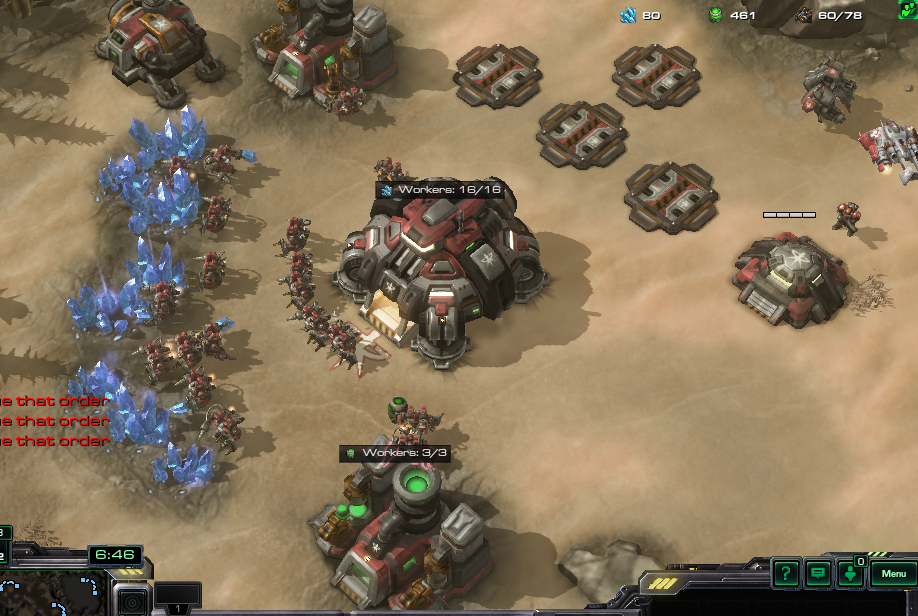 80
461
60/78
Workers: 16/16
e that order
e that order
e that order
Workers: 3/3
6:46
1
?
0
Menu